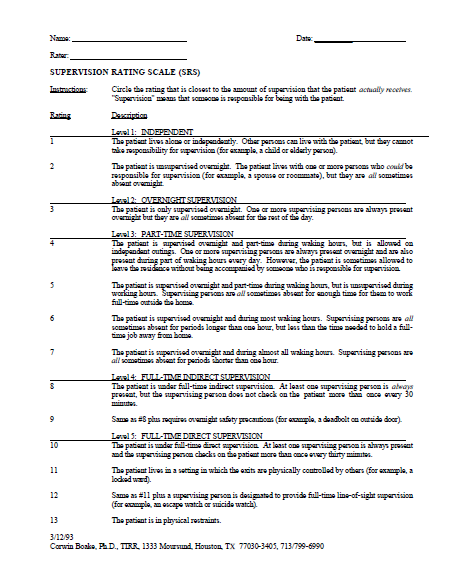 Name: Date:
Rater:
SUPERVISION RATING SCALE (SRS)
Instructions: Circle the rating that is closest to the amount of supervision that the patient actually receives.
"Supervision" means that someone is responsible for being with the patient.
Rating Description
Level 1: INDEPENDENT
1 The patient lives alone or independently. Other persons can live with the patient, but they cannot
take responsibility for supervision (for example, a child or elderly person).
2 The patient is unsupervised overnight. The patient lives with one or more persons who could be
responsible for supervision (for example, a spouse or roommate), but they are all sometimes
absent overnight.
Level 2: OVERNIGHT SUPERVISION
3 The patient is only supervised overnight. One or more supervising persons are always present
overnight but they are all sometimes absent for the rest of the day.
Level 3: PART-TIME SUPERVISION
4 The patient is supervised overnight and part-time during waking hours, but is allowed on
independent outings. One or more supervising persons are always present overnight and are also
present during part of waking hours every day. However, the patient is sometimes allowed to
leave the residence without being accompanied by someone who is responsible for supervision.
5 The patient is supervised overnight and part-time during waking hours, but is unsupervised during
working hours. Supervising persons are all sometimes absent for enough time for them to work
full-time outside the home.
6 The patient is supervised overnight and during most waking hours. Supervising persons are all
sometimes absent for periods longer than one hour, but less than the time needed to hold a full-
time job away from home.
7 The patient is supervised overnight and during almost all waking hours. Supervising persons are
all sometimes absent for periods shorter than one hour.
Level 4: FULL-TIME INDIRECT SUPERVISION
8 The patient is under full-time indirect supervision. At least one supervising person is always
present, but the supervising person does not check on the patient more than once every 30
minutes.
9 Same as #8 plus requires overnight safety precautions (for example, a deadbolt on outside door).
Level 5: FULL-TIME DIRECT SUPERVISION
10 The patient is under full-time direct supervision. At least one supervising person is always present
and the supervising person checks on the patient more than once every thirty minutes.
11 The patient lives in a setting in which the exits are physically controlled by others (for example, a
locked ward).
12 Same as #11 plus a supervising person is designated to provide full-time line-of-sight supervision
(for example, an escape watch or suicide watch).
13 The patient is in physical restraints.
3/12/93
Corwin Boake, Ph.D., TIRR, 1333 Moursund, Houston, TX 77030-3405, 713/799-6990